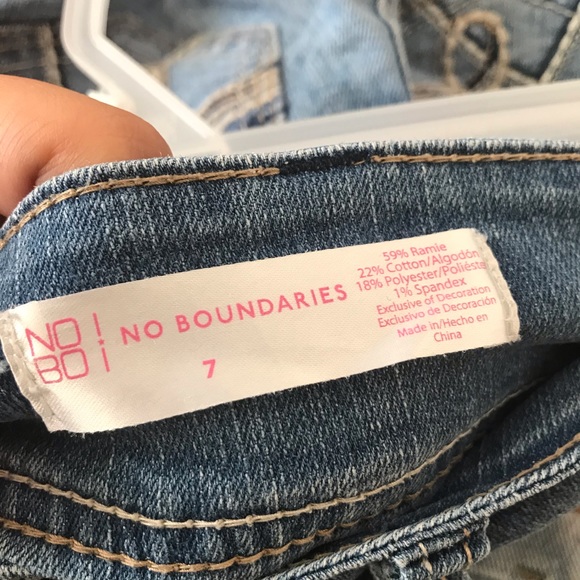 NO!
BO¡
NO BOUNDARIES
7
59% Ramie
22% Cotton/Algodón
18% Polyester/Poliéster
1% Spandex
Exclusive of Decoration
Exclusivo de Decoración
Made in/Hecho en
China